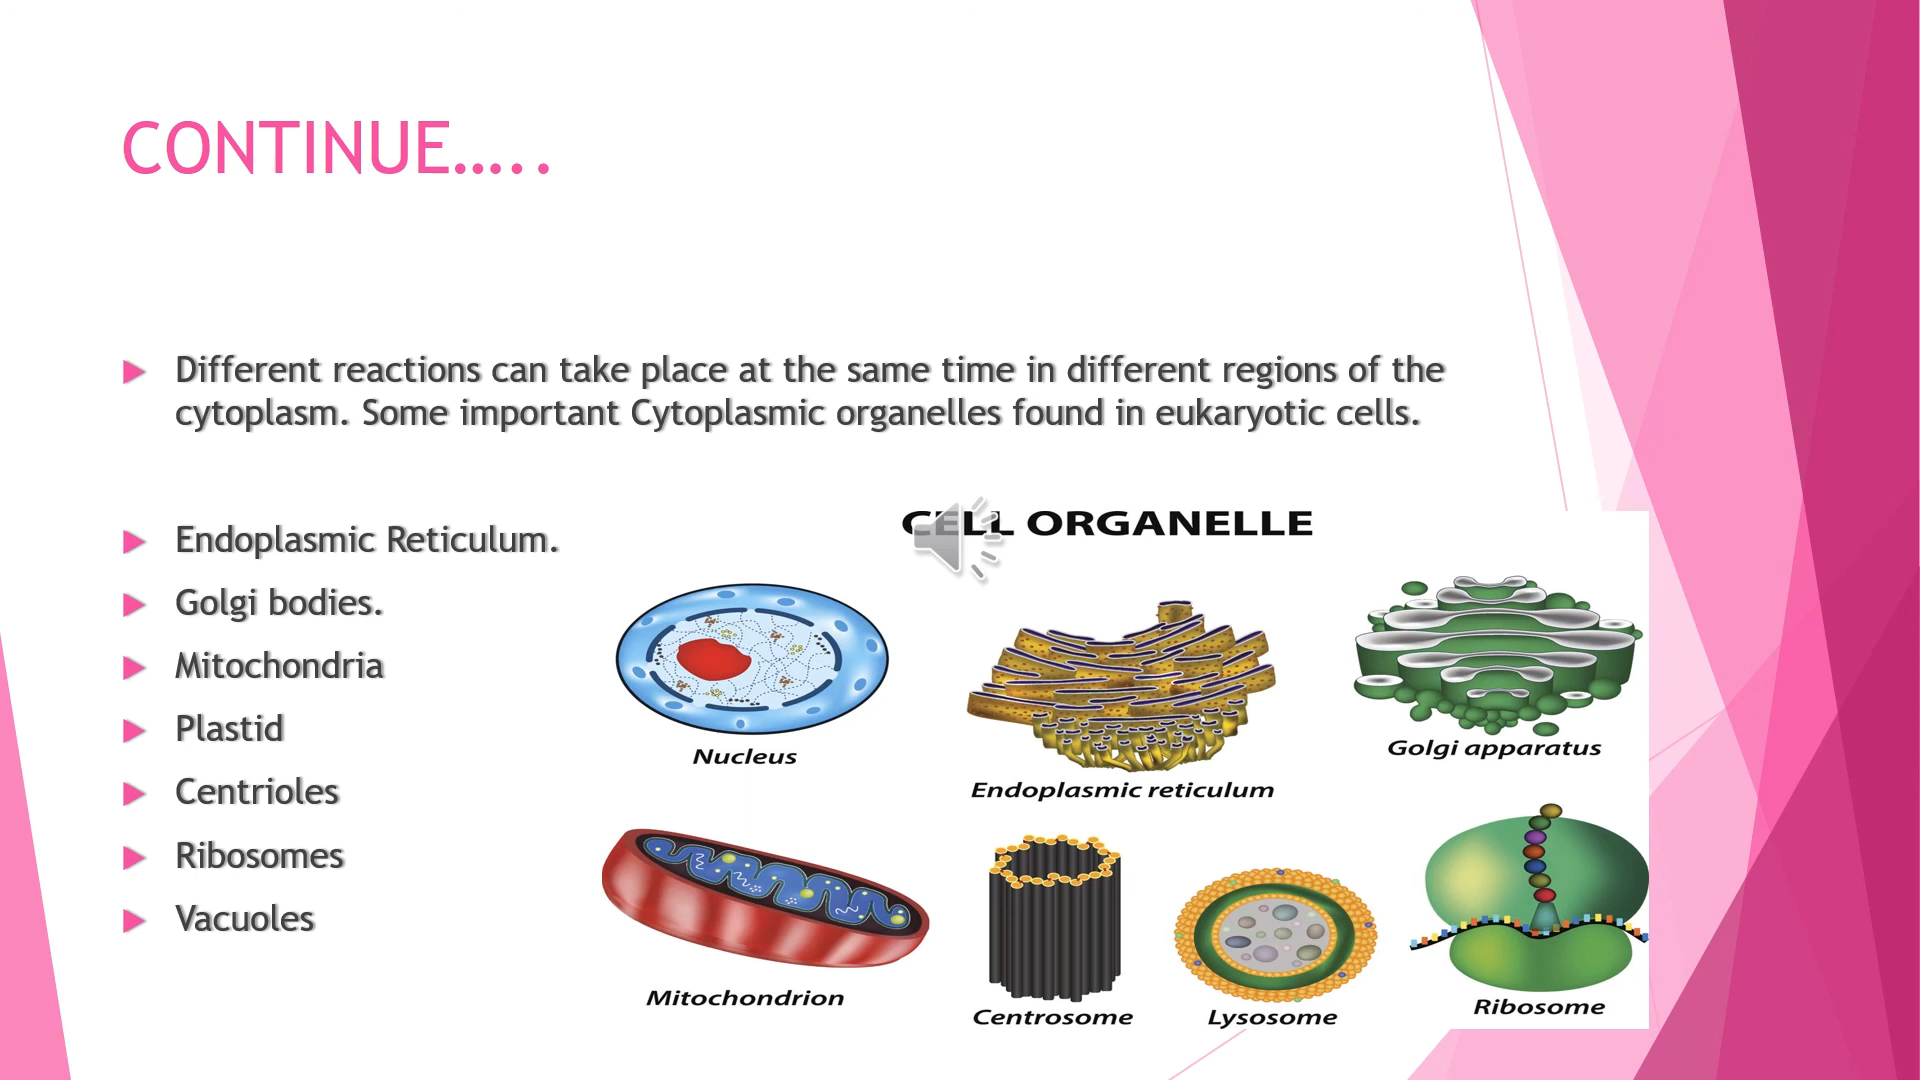 CONTINUE.....
Different reactions can take place at the same time in different regions of the
cytoplasm. Some important Cytoplasmic organelles found in eukaryotic cells.
Endoplasmic Reticulum.
Golgi bodies.
Mitochondria
Plastid
Centrioles
Ribosomes
Vacuoles
CELL ORGANELLE
Nucleus
Endoplasmic reticulum
Golgi apparatus
Mitochondrion
Centrosome
Lysosome
Ribosome